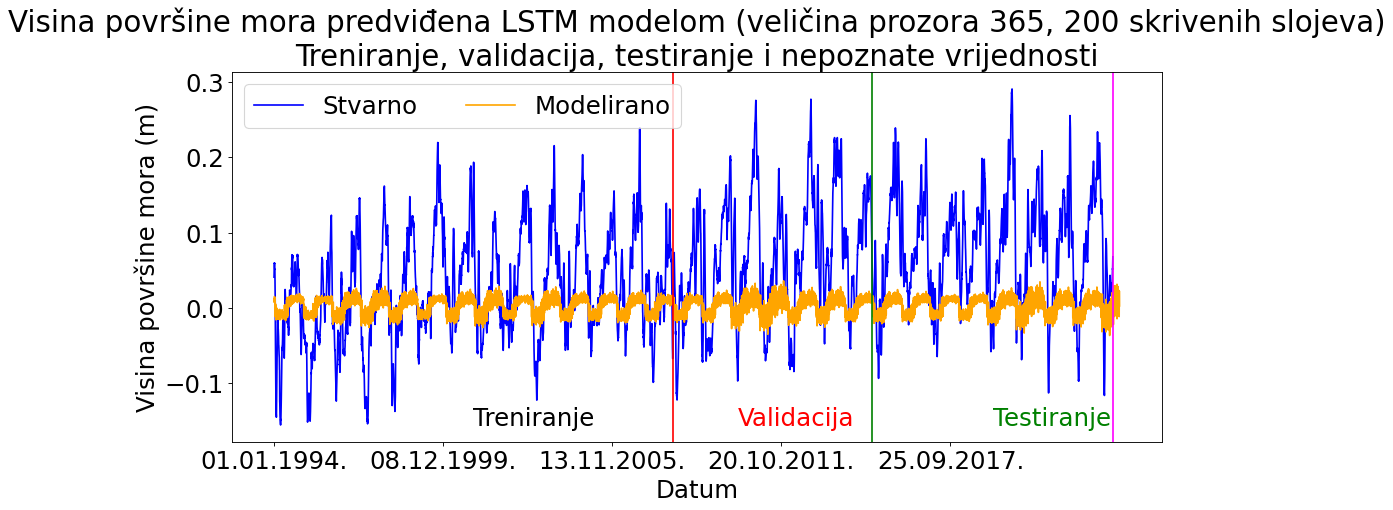 Visina površine mora predviđena LSTM modelom (veličina prozora 365, 200 skrivenih slojeva)
Treniranje, validacija, testiranje i nepoznate vrijednosti
Stvarno
Modelirano
Visina površine mora (m)
0.3
0.2
0.1
0.0
−0.1
Treniranje
Validacija
Testiranje
01.01.1994.
08.12.1999.
13.11.2005.
20.10.2011.
25.09.2017.
Datum